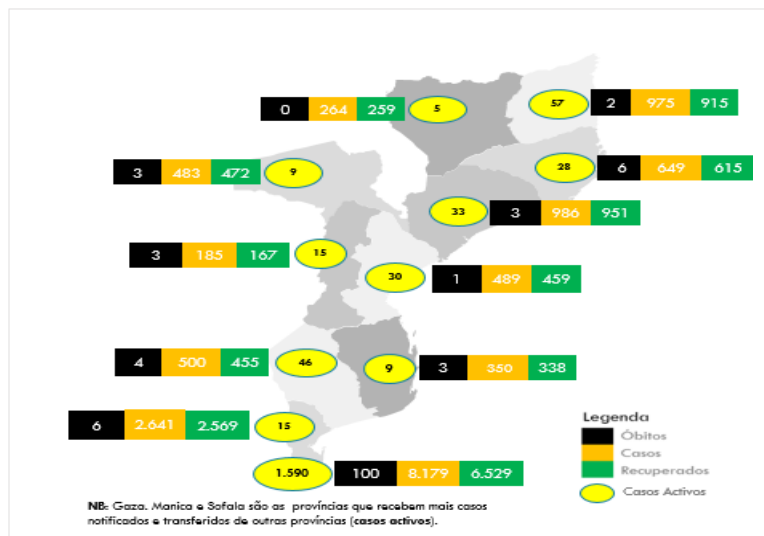 0 264 259 5
57 2 975 915
3 483 472 9
28 6 649 615
33 3 986 951
3 185 167 15
30 1 489 459
4 500 455 46
9 3 350 338
6 2.641 2.569 15
1.590 100 8.179 6.529
Legenda
Óbitos
Casos
Recuperados
Casos Activos
NB: Gaza. Manica e Sofala são as províncias que recebem mais casos
notificados e transferidos de outras províncias (casos activos).